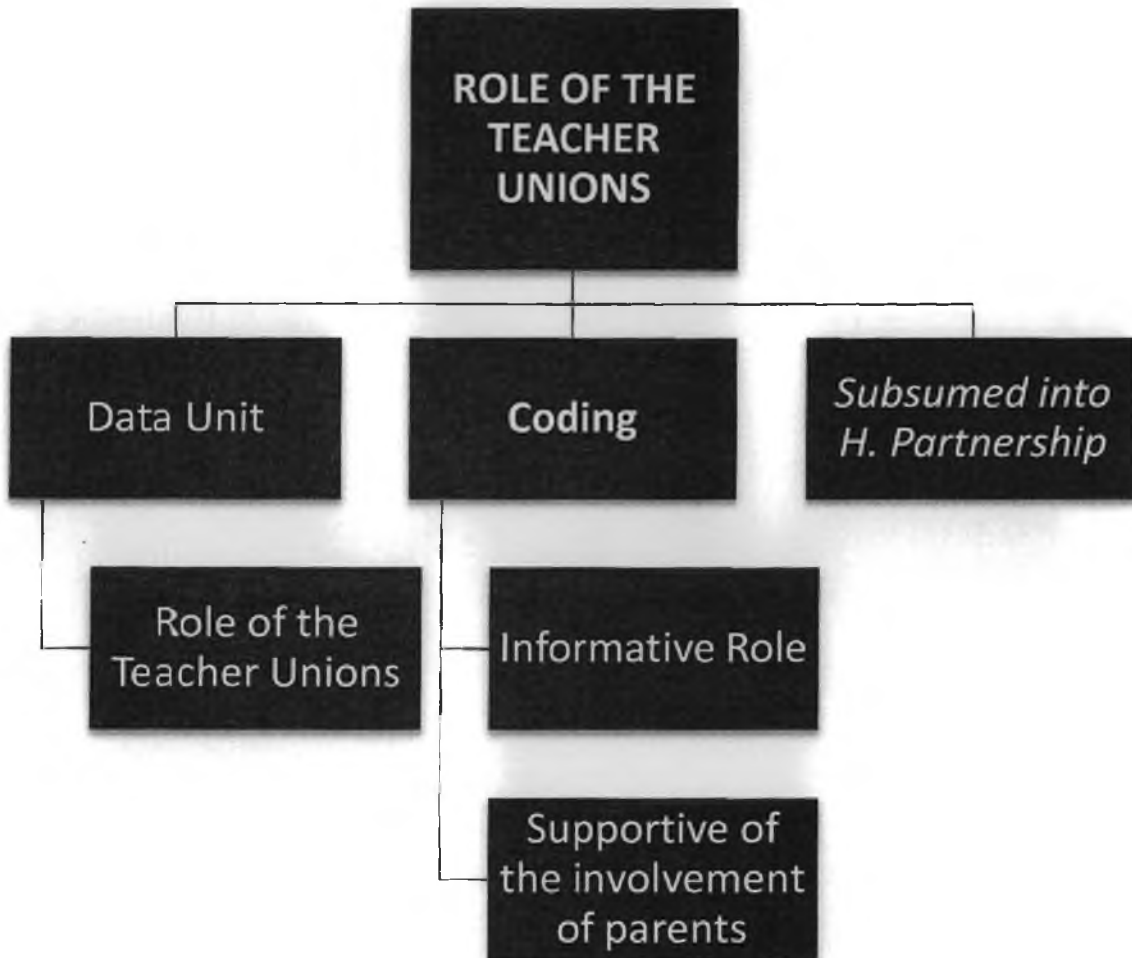 ROLE OF THE
TEACHER
UNIONS
Data Unit
Coding
Subsumed into
H. Partnership
Role of the
Teacher Unions
Informative Role
Supportive of
the involvement
of parents